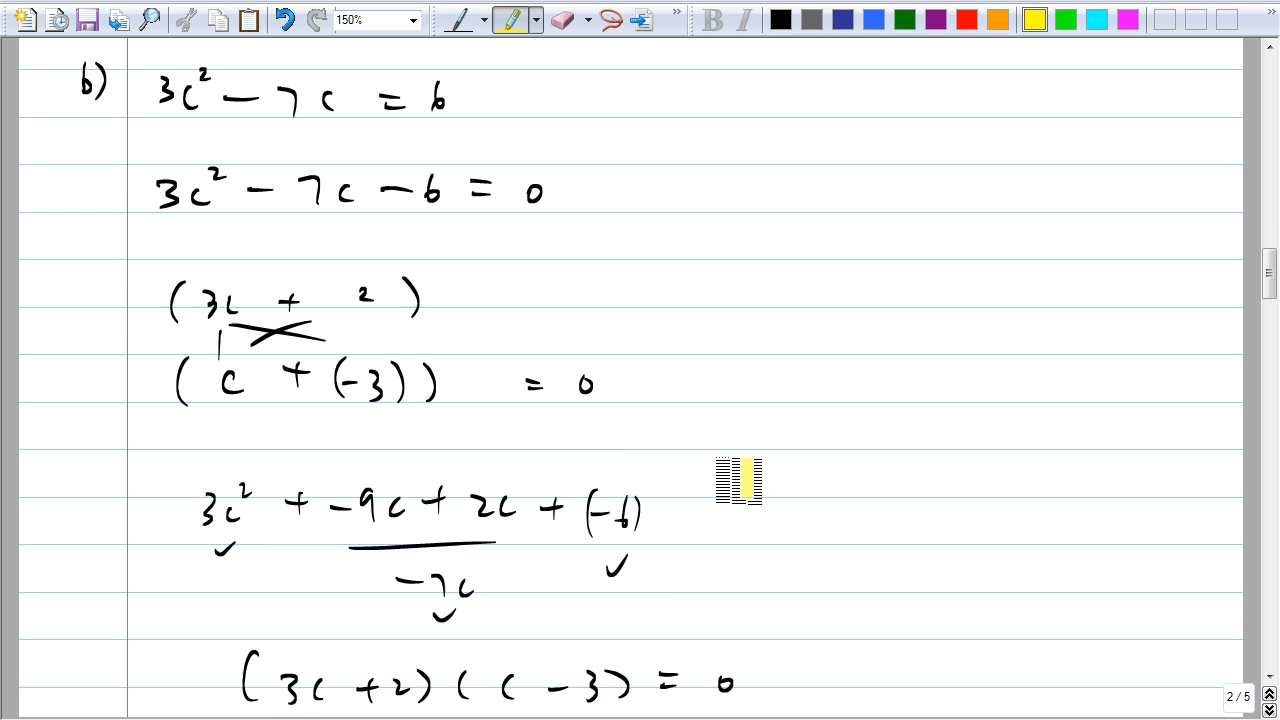 150%
B I
b) 3c² - 7c = 6
3c² - 7c - 6 = 0
(3c + 2)
(c + (-3)) = 0
3c² + -9c + 2c + (-6)
-7c
(3c + 2)(c - 3) = 0
2 / 5